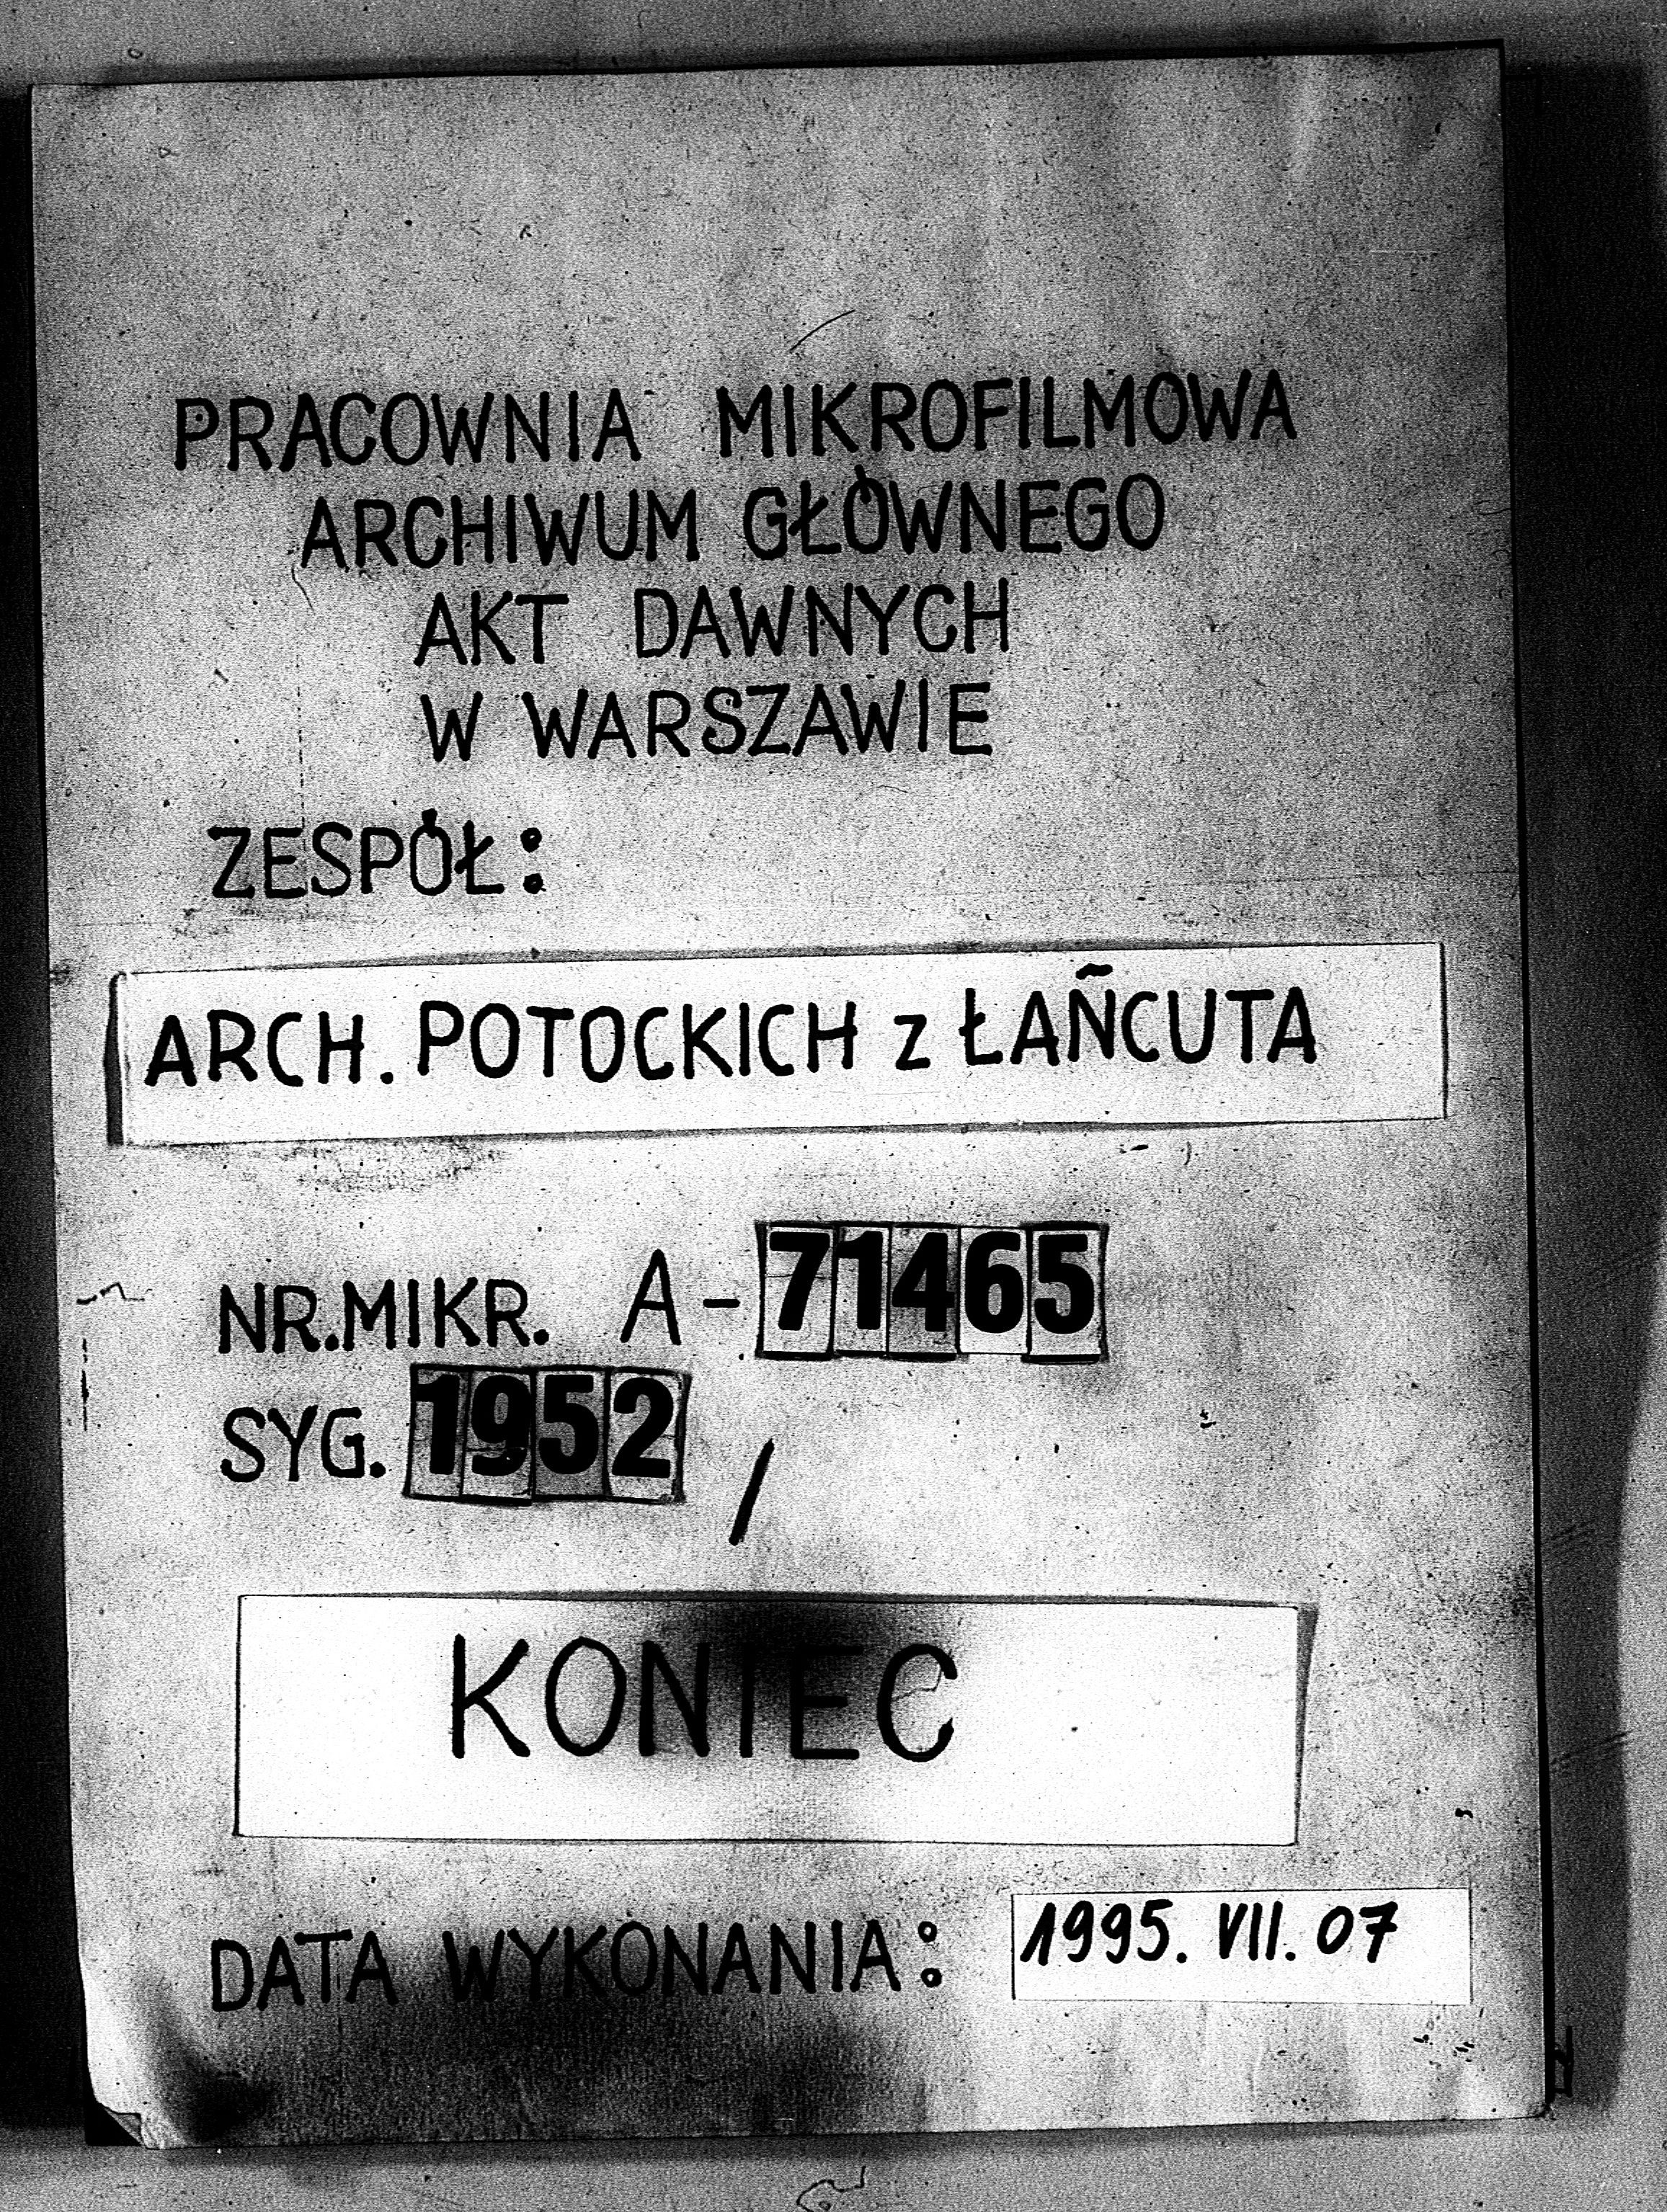 PRACOWNIA MIKROFILMOWA
ARCHIWUM GŁÓWNEGO
AKT DAWNYCH
W WARSZAWIE
ZESPÓŁ:
ARCH. POTOCKICH z ŁAŃCUTA
NR.MIKR. A-71465
SYG. 1952 /
KONIEC
DATA WYKONANIA: 1995. VII. 07